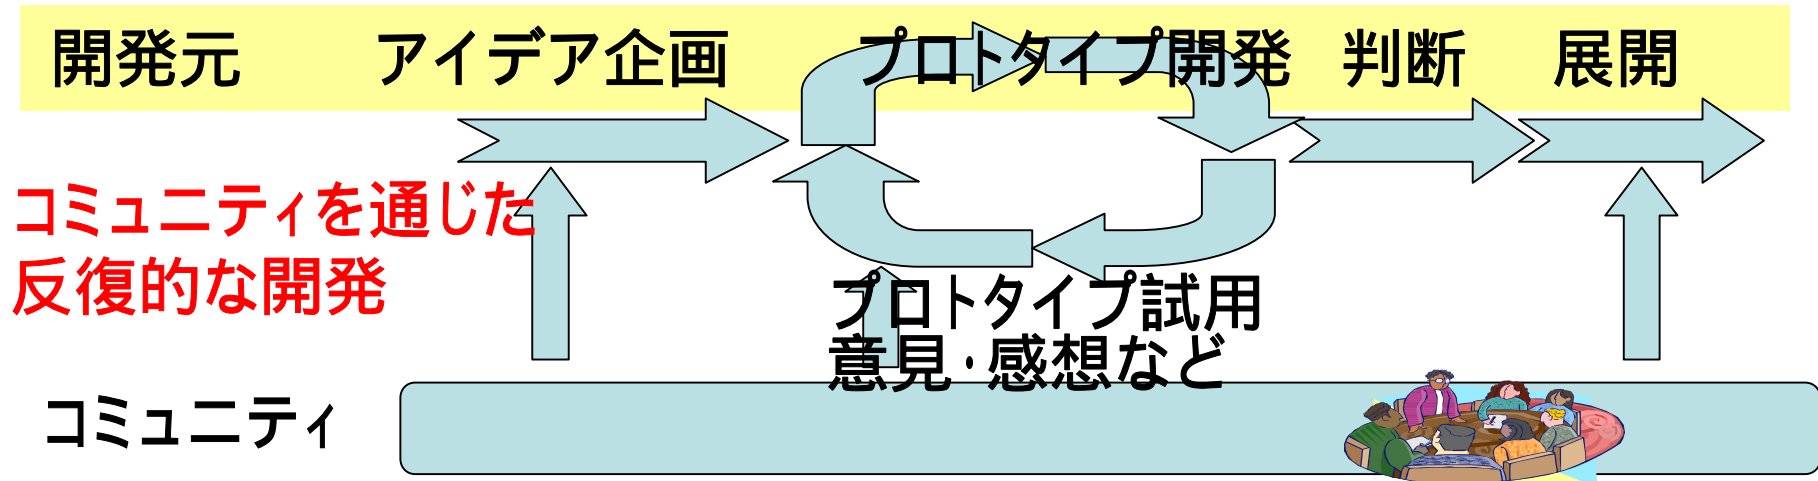 開発元 アイデア企画 プロトタイプ開発 判断 展開
コミュニティを通じた
反復的な開発
プロトタイプ試用
意見・感想など
コミュニティ